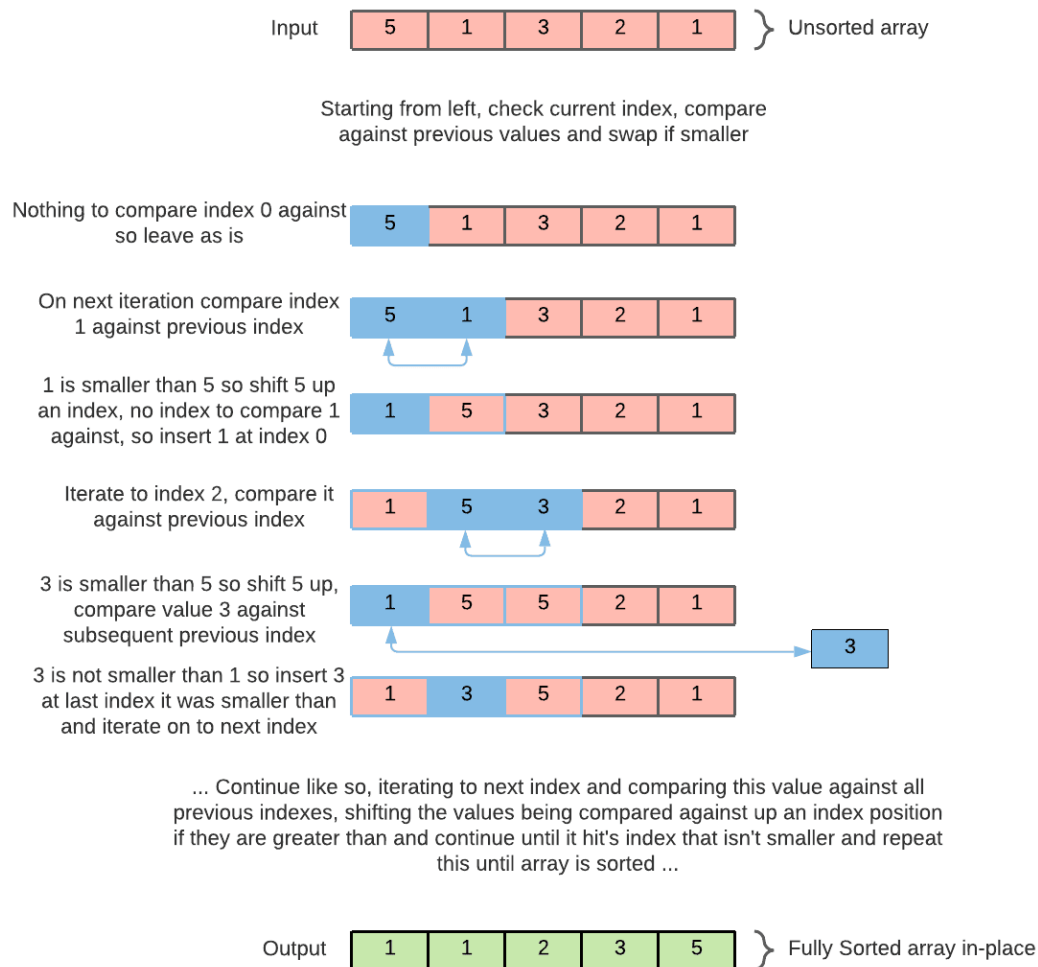 Input 5 1 3 2 1 Unsorted array
Starting from left, check current index, compare
against previous values and swap if smaller
Nothing to compare index 0 against
so leave as is
5 1 3 2 1
On next iteration compare index
1 against previous index
5 1 3 2 1
1 is smaller than 5 so shift 5 up
an index, no index to compare 1
against, so insert 1 at index 0
1 5 3 2 1
Iterate to index 2, compare it
against previous index
1 5 3 2 1
3 is smaller than 5 so shift 5 up,
compare value 3 against
subsequent previous index
1 5 5 2 1
3
3 is not smaller than 1 so insert 3
at last index it was smaller than
and iterate on to next index
1 3 5 2 1
... Continue like so, iterating to next index and comparing this value against all
previous indexes, shifting the values being compared against up an index position
if they are greater than and continue until it hit's index that isn't smaller and repeat
this until array is sorted ...
Output 1 1 2 3 5 Fully Sorted array in-place